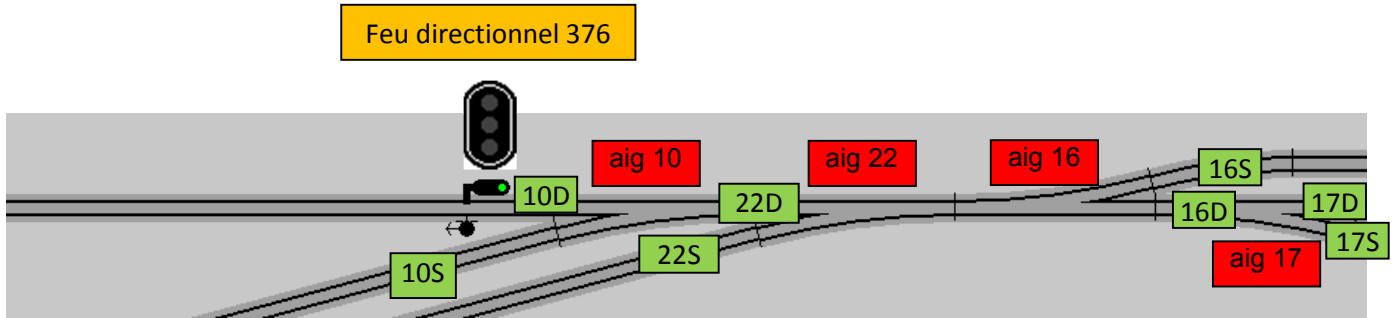 Feu directionnel 376
aig 10
aig 22
aig 16
16S
10D
22D
16D
17D
10S
22S
17S
aig 17